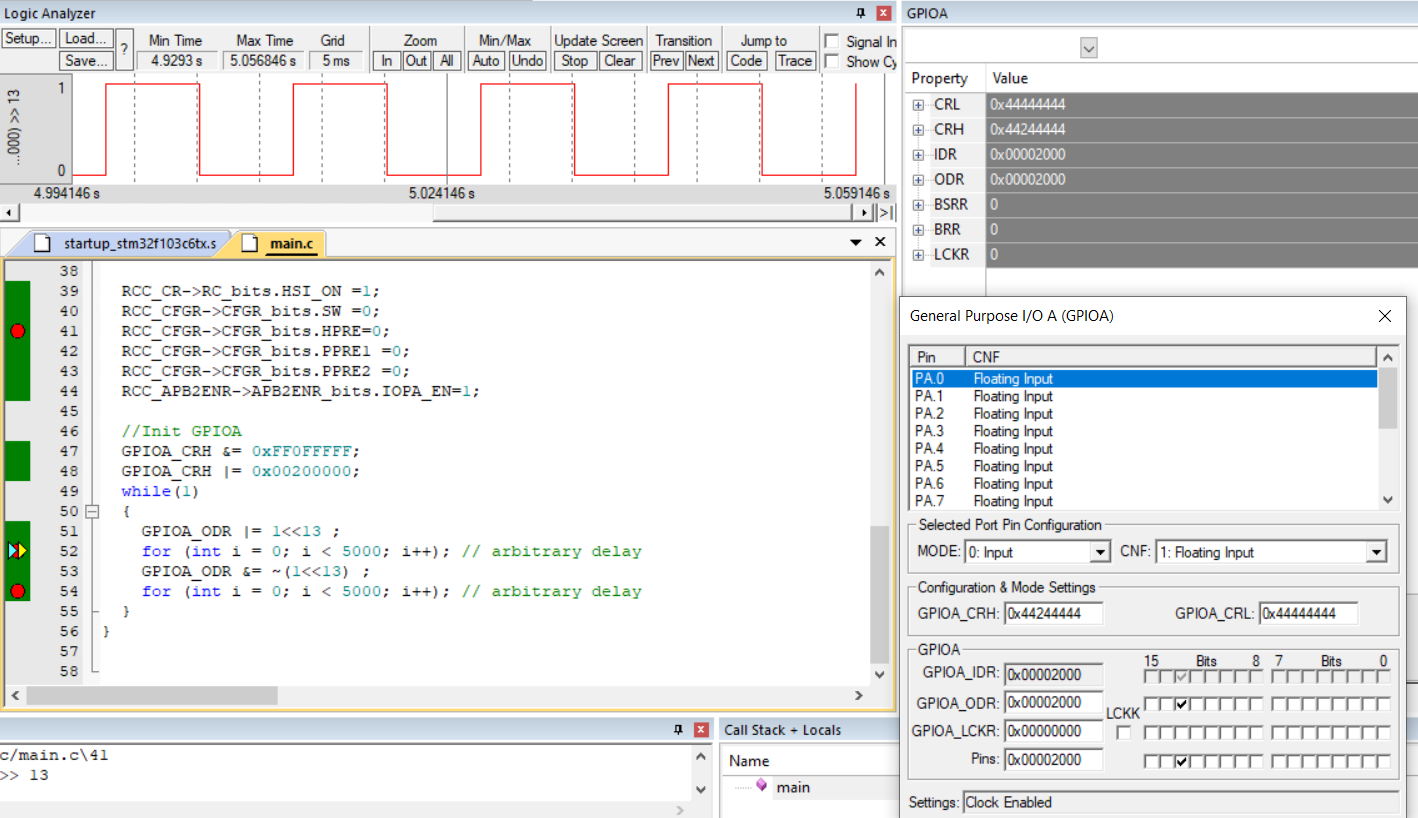 Logic Analyzer
Setup... Load... ? Min Time Max Time Grid Zoom Min/Max Update Screen Transition Jump to Signal In
Save... 4.9293 s 5.056846 s 5 ms In Out All Auto Undo Stop Clear Prev Next Code Trace Show Cy
...000) >> 13
1
0
4.994146 s 5.024146 s 5.059146 s
>|
startup_stm32f103c6tx.s main.c
38
39 RCC_CR->RC_bits.HSI_ON =1;
40 RCC_CFGR->CFGR_bits.SW =0;
41 RCC_CFGR->CFGR_bits.HPRE=0;
42 RCC_CFGR->CFGR_bits.PPRE1 =0;
43 RCC_CFGR->CFGR_bits.PPRE2 =0;
44 RCC_APB2ENR->APB2ENR_bits.IOPA_EN=1;
45
46 //Init GPIOA
47 GPIOA_CRH &= 0xFF0FFFFF;
48 GPIOA_CRH |= 0x00200000;
49 while(1)
50 {
51 GPIOA_ODR |= 1<<13 ;
52 for (int i = 0; i < 5000; i++); // arbitrary delay
53 GPIOA_ODR &= ~(1<<13) ;
54 for (int i = 0; i < 5000; i++); // arbitrary delay
55 }
56 }
57
58
c/main.c\41
>> 13
Call Stack + Locals
Name
main
GPIOA
Property Value
CRL 0x44444444
CRH 0x44244444
IDR 0x00002000
ODR 0x00002000
BSRR 0
BRR 0
LCKR 0
General Purpose I/O A (GPIOA)
Pin CNF
PA.0 Floating Input
PA.1 Floating Input
PA.2 Floating Input
PA.3 Floating Input
PA.4 Floating Input
PA.5 Floating Input
PA.6 Floating Input
PA.7 Floating Input
Selected Port Pin Configuration
MODE: 0: Input CNF: 1: Floating Input
Configuration & Mode Settings
GPIOA_CRH: 0x44244444 GPIOA_CRL: 0x44444444
GPIOA
15 Bits 8 7 Bits 0
GPIOA_IDR: 0x00002000
GPIOA_ODR: 0x00002000
LCKK
GPIOA_LCKR: 0x00000000
Pins: 0x00002000
Settings: Clock Enabled